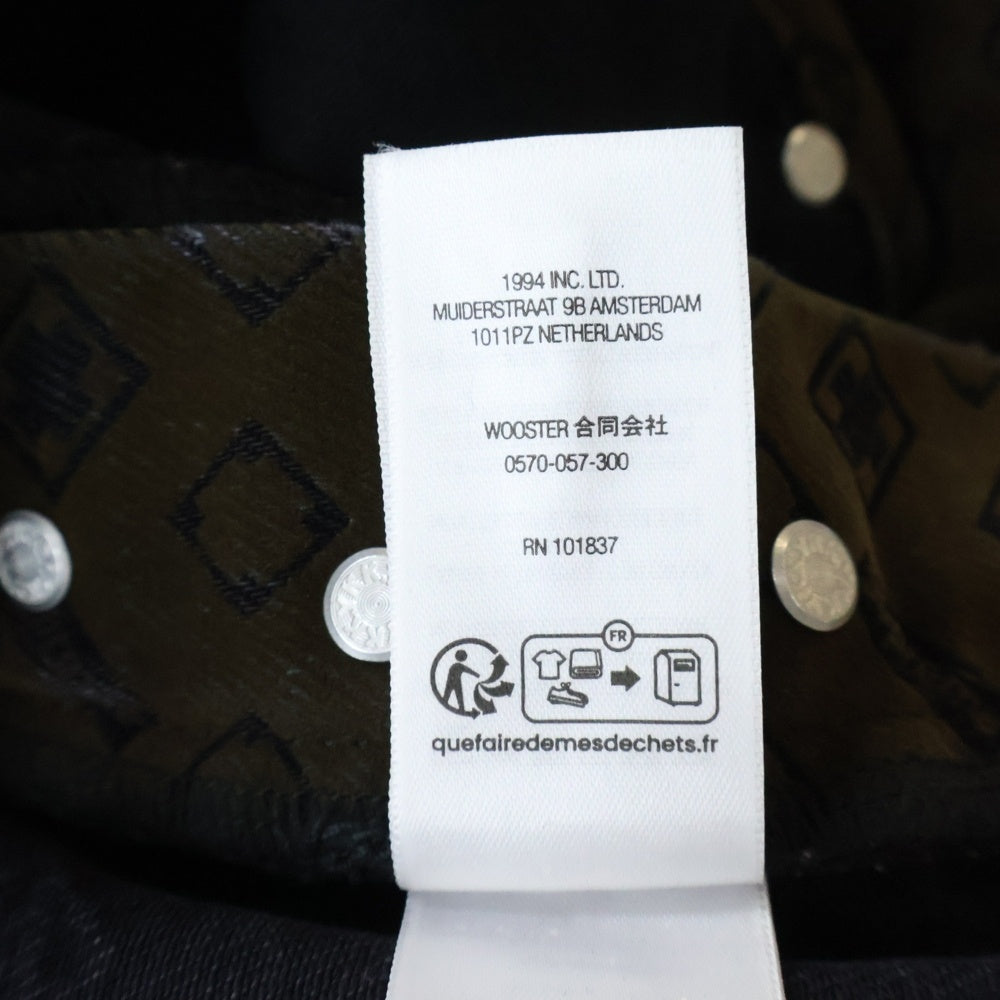 1994 INC. LTD.
MUIDERSTRAAT 9B AMSTERDAM
1011PZ NETHERLANDS
WOOSTER 合同会社
0570-057-300
RN 101837
FR
quefairedemesdechets.fr